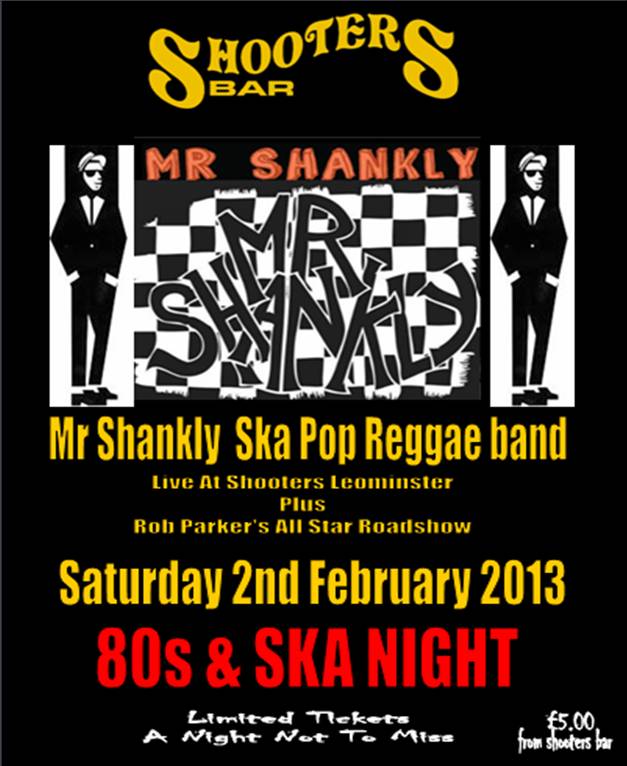 SHOOTERS
BAR
MR SHANKLY
MR
SHANKLY
Mr Shankly Ska Pop Reggae band
Live At Shooters Leominster
Plus
Rob Parker's All Star Roadshow
Saturday 2nd February 2013
80s & SKA NIGHT
Limited Tickets
A Night Not To Miss
£5.00
from shooters bar